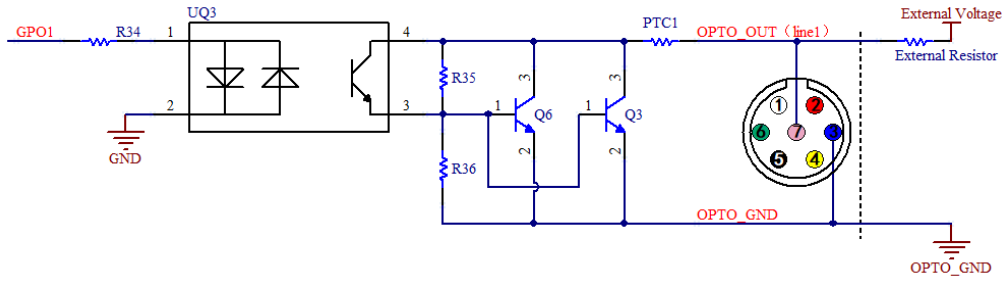 UQ3
External Voltage
GPO1
R34
1
4
PTC1
OPTO_OUT（line1）
External Resistor
R35
3
3
1
2
2
3
1
Q6
1
Q3
6
7
3
GND
R36
2
2
5
4
OPTO_GND
OPTO_GND